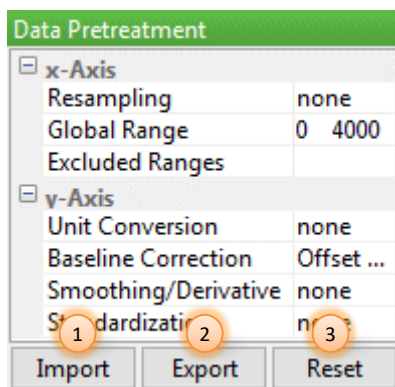 Data Pretreatment
x-Axis
Resampling none
Global Range 0 4000
Excluded Ranges
y-Axis
Unit Conversion none
Baseline Correction Offset ...
Smoothing/Derivative none
1 2 3
Import Export Reset